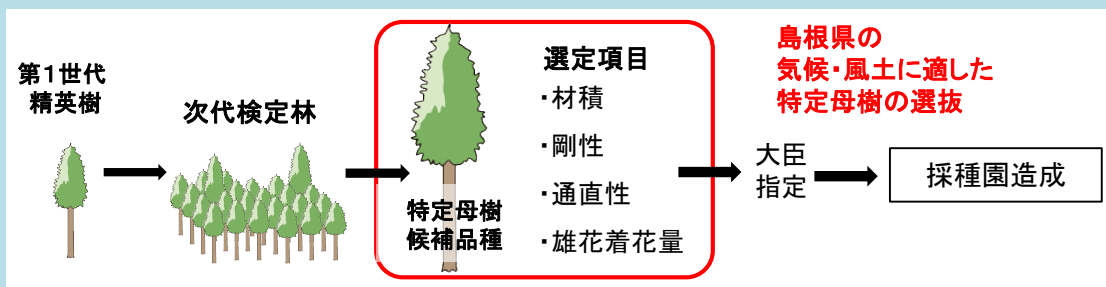 第1世代
精英樹
次代検定林
特定母樹
候補品種
選定項目
・材積
・剛性
・通直性
・雄花着花量
島根県の
気候・風土に適した
特定母樹の選抜
大臣
指定
採種園造成